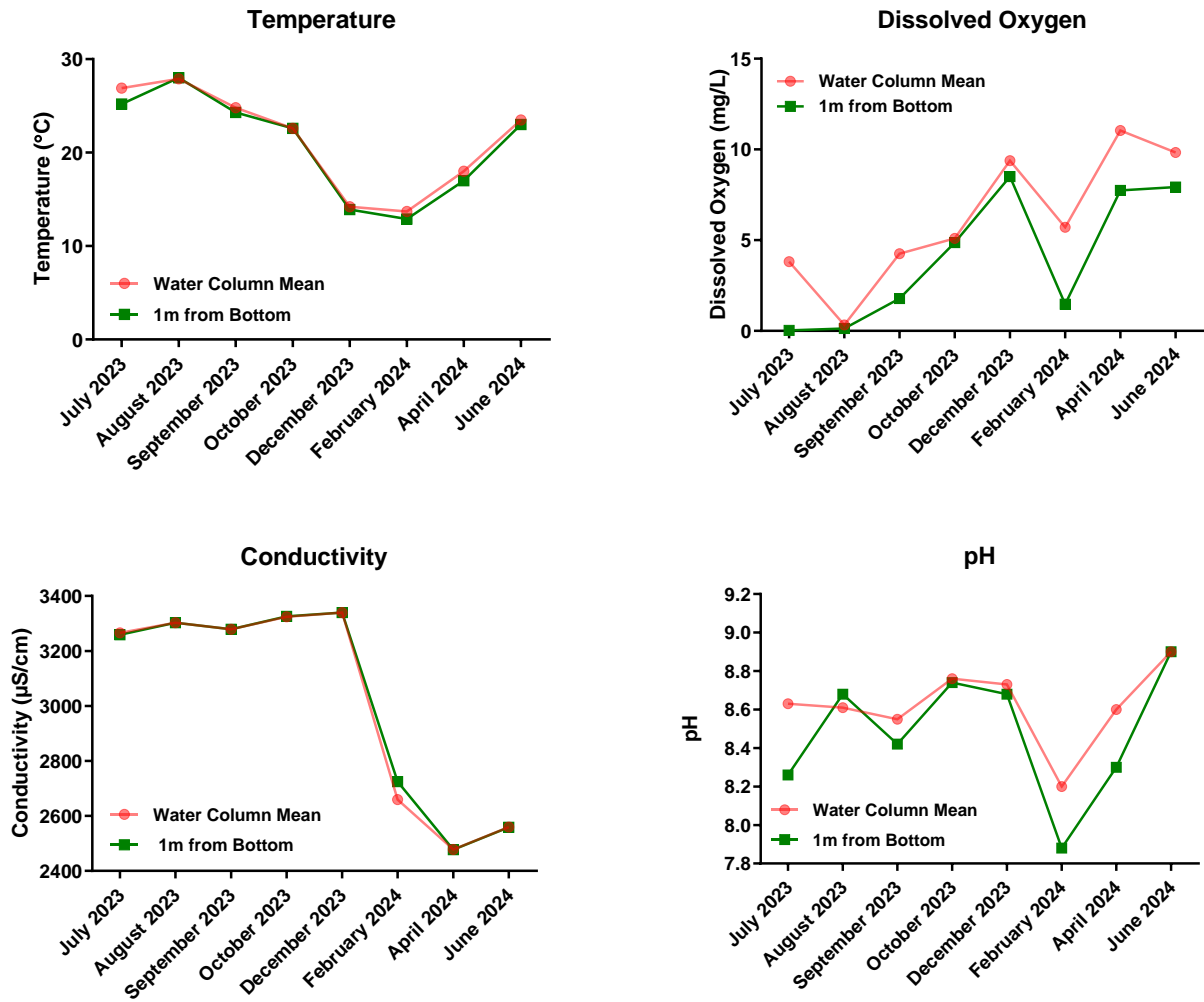 Temperature
Temperature (°C)
30
20
10
0
Water Column Mean
1m from Bottom
July 2023
August 2023
September 2023
October 2023
December 2023
February 2024
April 2024
June 2024
Dissolved Oxygen
Dissolved Oxygen (mg/L)
15
10
5
0
Water Column Mean
1m from Bottom
July 2023
August 2023
September 2023
October 2023
December 2023
February 2024
April 2024
June 2024
Conductivity
Conductivity (µS/cm)
3400
3200
3000
2800
2600
2400
Water Column Mean
1m from Bottom
July 2023
August 2023
September 2023
October 2023
December 2023
February 2024
April 2024
June 2024
pH
pH
9.2
9.0
8.8
8.6
8.4
8.2
8.0
7.8
Water Column Mean
1m from Bottom
July 2023
August 2023
September 2023
October 2023
December 2023
February 2024
April 2024
June 2024